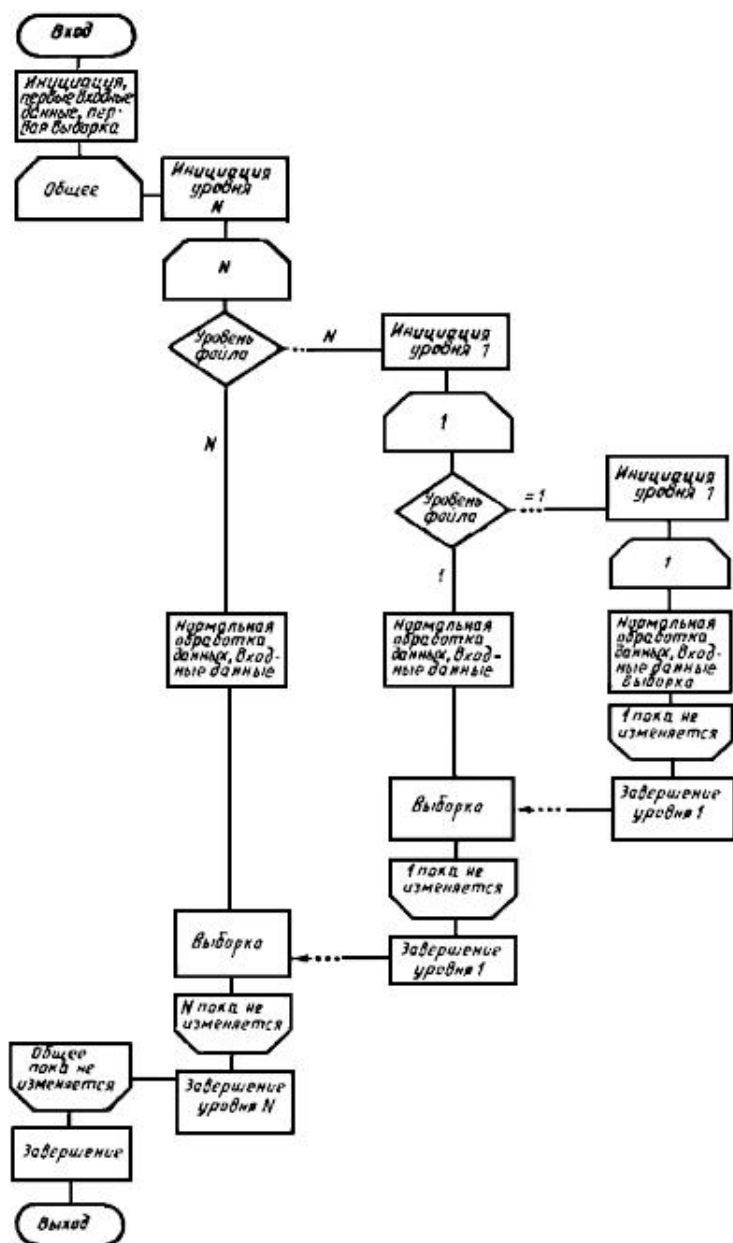 Вход
Инициация,
первые входные
данные, пер-
вая выборка
Общее
Инициация
уровня
N
N
Уровень
файла
N
Инициация
уровня 1
N
1
Уровень
файла
= 1
Инициация
уровня 1
1
1
Нормальная
обработка
данных, вход-
ные данные
Нормальная
обработка
данных, вход-
ные данные
Нормальная
обработка
данных, вход-
ные данные
выборка
1 пока не
изменяется
Выборка
Завершение
уровня 1
1 пока не
изменяется
Выборка
Завершение
уровня 1
N пока не
изменяется
Общее
пока не
изменяется
Завершение
уровня N
Завершение
Выход